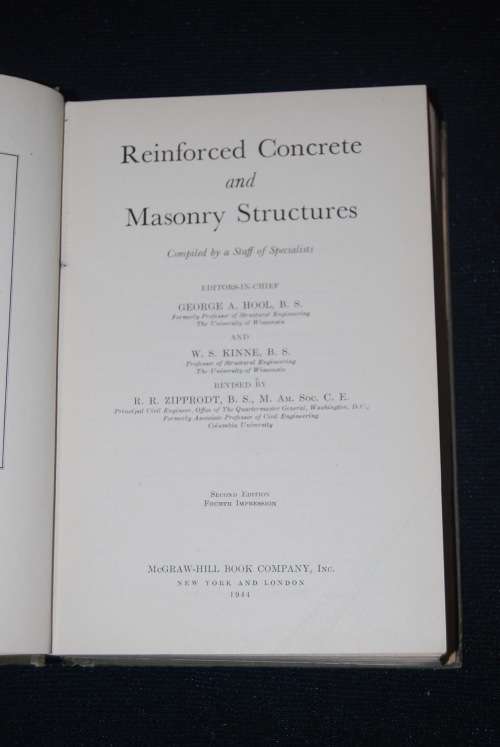 Reinforced Concrete
and
Masonry Structures
Compiled by a Staff of Specialists
EDITORS-IN-CHIEF
GEORGE A. HOOL, B. S.
Formerly Professor of Structural Engineering
The University of Wisconsin
AND
W. S. KINNE, B. S.
Professor of Structural Engineering
The University of Wisconsin
REVISED BY
R. R. ZIPPRODT, B. S., M. Am. Soc. C. E.
Principal Civil Engineer, Office of The Quartermaster General, Washington, D.C.;
Formerly Associate Professor of Civil Engineering
Columbia University
Second Edition
Fourth Impression
McGRAW-HILL BOOK COMPANY, Inc.
NEW YORK AND LONDON
1944